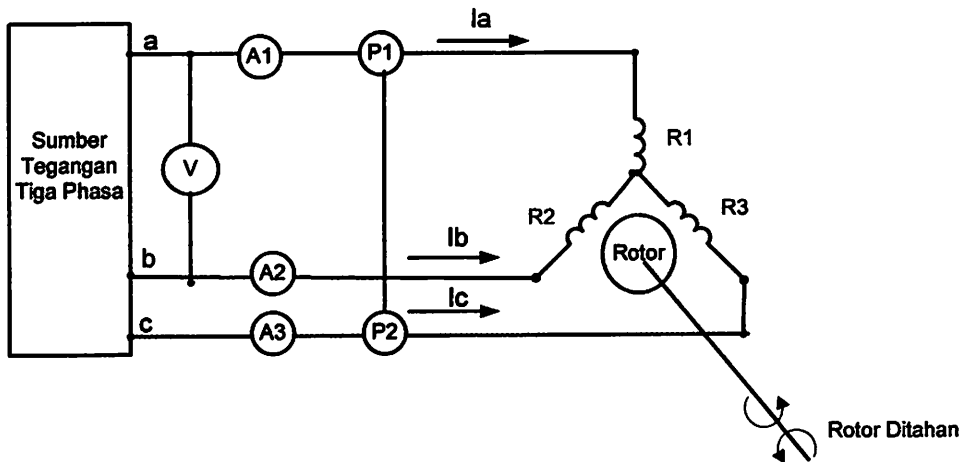 Sumber
Tegangan
Tiga Phasa
a
A1
P1
Ia
V
R1
R2
R3
b
A2
Ib
Rotor
Ic
c
A3
P2
Rotor Ditahan